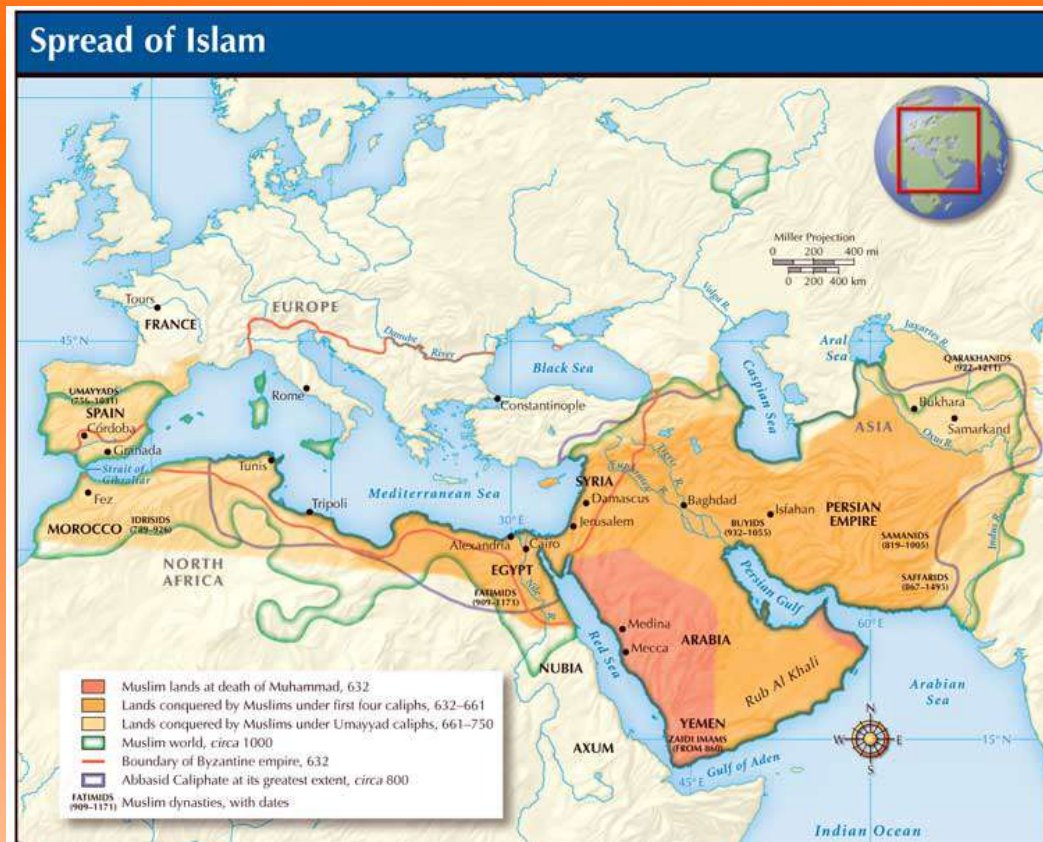 Spread of Islam
Miller Projection
0 200 400 mi
0 200 400 km
Tours
FRANCE
EUROPE
Danube
River
Volga R.
Aral
Sea
Jaxartes R.
45° N
QARAKHANIDS
(922–1211)
Black Sea
Caspian Sea
UMAYYADS
(756–1031)
SPAIN
Córdoba
Granada
Rome
Constantinople
Bukhara
ASIA
Samarkand
Oxus R.
Strait of
Gibraltar
Tunis
Fez
Tripoli
Mediterranean Sea
SYRIA
Tigris R.
Euphrates R.
Damascus
Baghdad
Isfahan
PERSIAN
EMPIRE
Indus R.
MOROCCO
IDRISIDS
(789–926)
30° E
Jerusalem
BUYIDS
(932–1055)
SAMANIDS
(819–1005)
NORTH
AFRICA
Alexandria
Cairo
EGYPT
FATIMIDS
(909–1171)
Nile R.
Persian Gulf
SAFFARIDS
(867–1495)
60° E
Medina
Mecca
Red Sea
ARABIA
Rub Al Khali
NUBIA
Arabian
Sea
YEMEN
ZAIDI IMAMS
(FROM 860)
AXUM
N
W E
S
15° N
45° E
Gulf of Aden
Indian Ocean
Muslim lands at death of Muhammad, 632
Lands conquered by Muslims under first four caliphs, 632–661
Lands conquered by Muslims under Umayyad caliphs, 661–750
Muslim world, circa 1000
Boundary of Byzantine empire, 632
Abbasid Caliphate at its greatest extent, circa 800
FATIMIDS
(909–1171)
Muslim dynasties, with dates